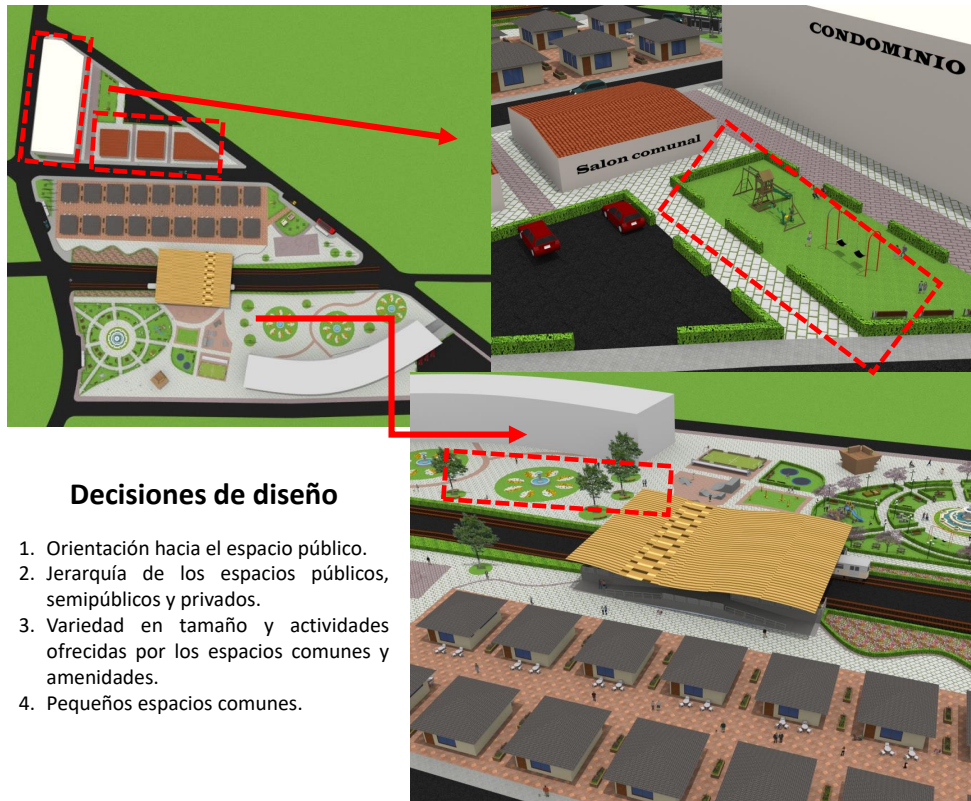 CONDOMINIO
Salon comunal
Decisiones de diseño
1. Orientación hacia el espacio público.
2. Jerarquía de los espacios públicos,
semipúblicos y privados.
3. Variedad en tamaño y actividades
ofrecidas por los espacios comunes y
amenidades.
4. Pequeños espacios comunes.